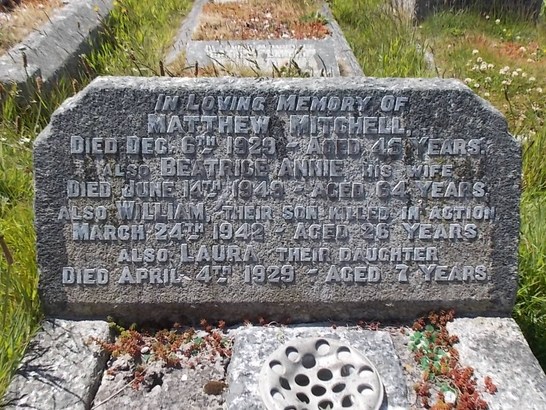 IN LOVING MEMORY OF
MATTHEW MITCHELL,
DIED DEC. 6TH 1929 - AGED 45 YEARS.
ALSO BEATRICE ANNIE HIS WIFE
DIED JUNE 14TH 1949 - AGED 64 YEARS.
ALSO WILLIAM THEIR SON KILLED IN ACTION
MARCH 24TH 1942 - AGED 26 YEARS
ALSO LAURA THEIR DAUGHTER
DIED APRIL 4TH 1929 - AGED 7 YEARS.